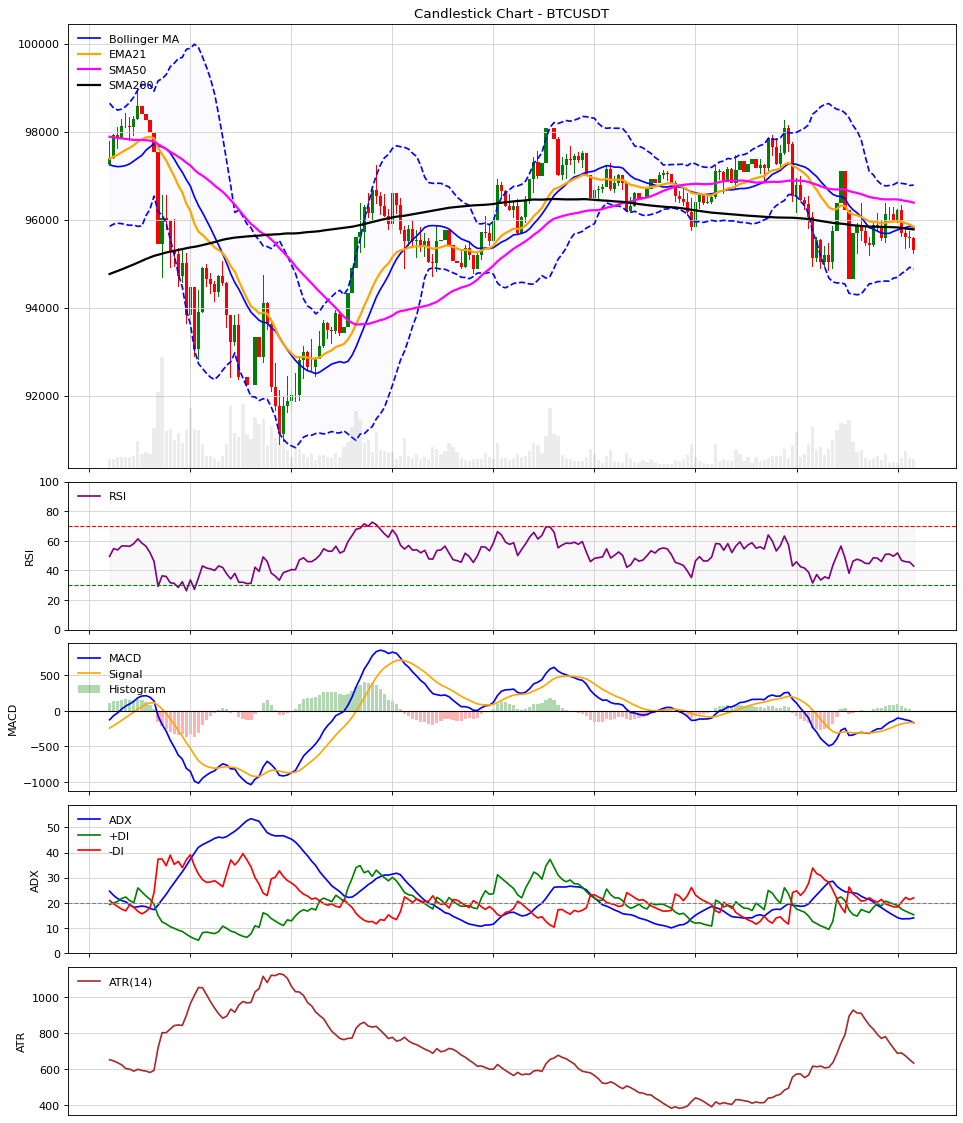 Candlestick Chart - BTCUSDT
100000
98000
96000
94000
92000
Bollinger MA
EMA21
SMA50
SMA200
100
80
60
40
20
0
RSI
RSI
500
0
−500
−1000
MACD
MACD
Signal
Histogram
50
40
30
20
10
0
ADX
ADX
+DI
-DI
1000
800
600
400
ATR
ATR(14)